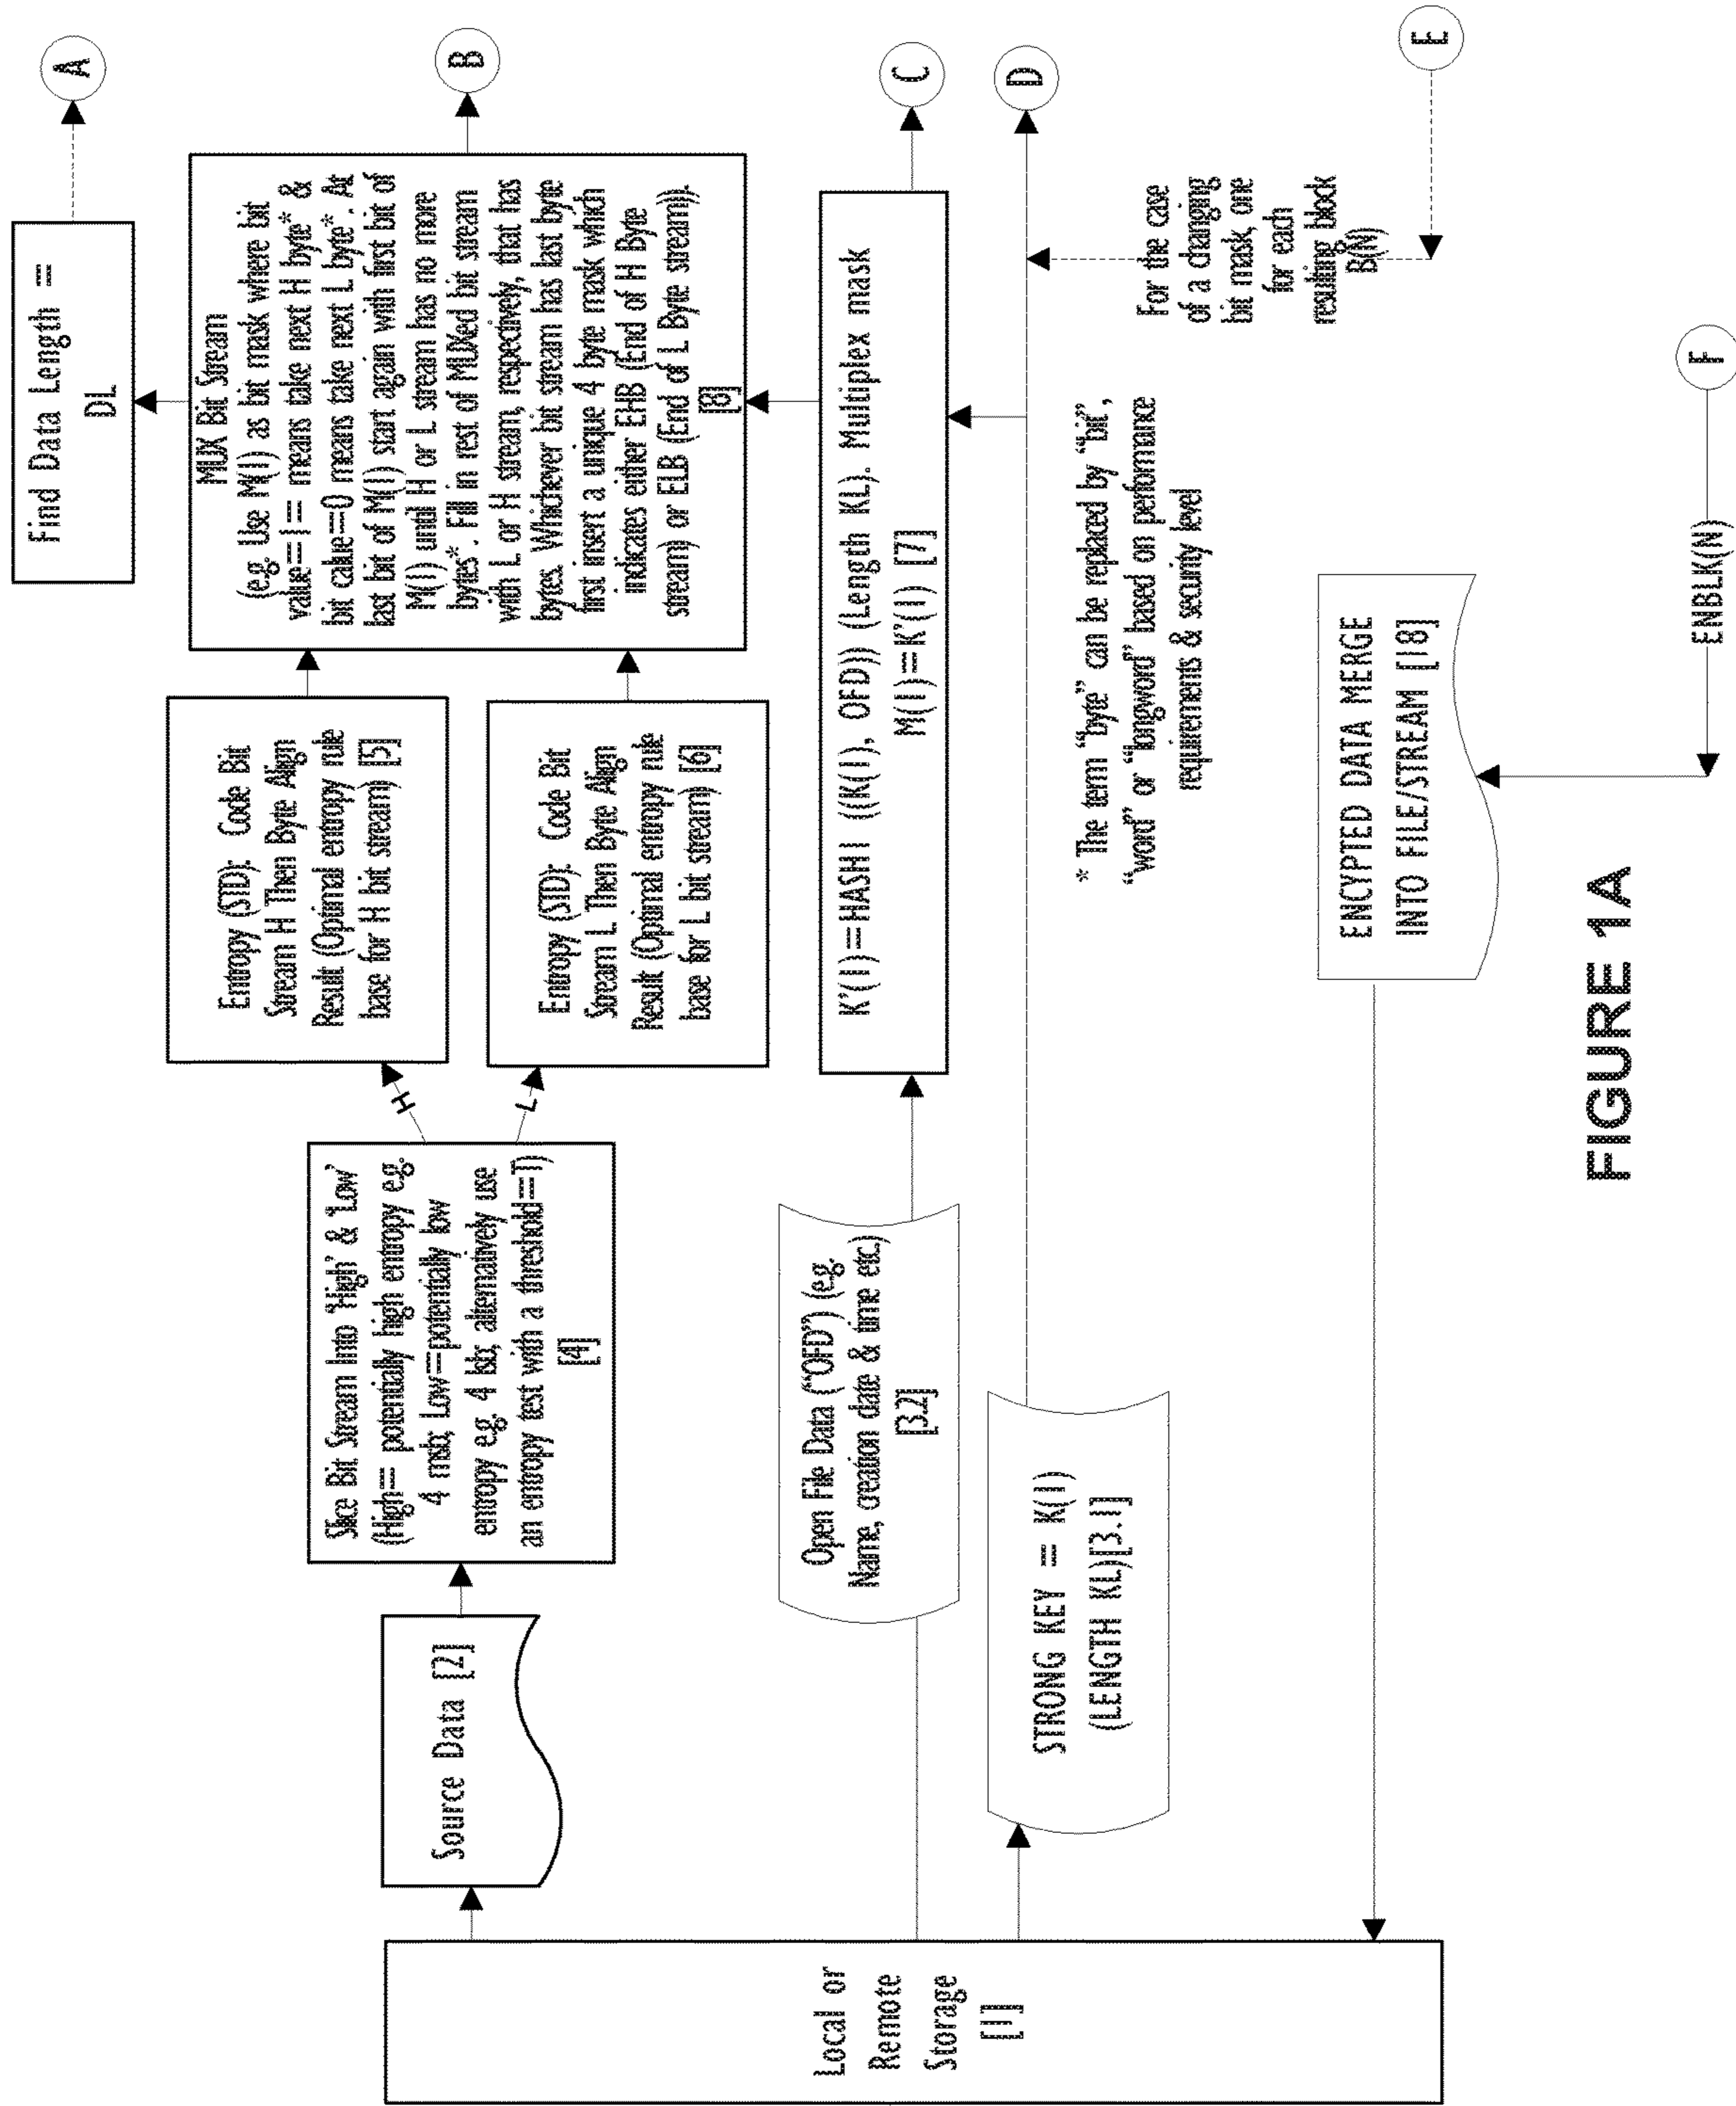 Local or
Remote
Storage
[1]
Source Data [2]
Slice Bit Stream Into 'High' & 'Low'
(High= potentially high entropy e.g.
4 msb; Low=potentially low
entropy e.g. 4 lsb; alternatively use
an entropy test with a threshold=T)
[4]
H
L
Entropy (STD): Code Bit
Stream H Then Byte Align
Result (Optimal entropy rule
base for H bit stream) [5]
Entropy (STD): Code Bit
Stream L Then Byte Align
Result (Optimal entropy rule
base for L bit stream) [6]
MUX Bit Stream
(e.g. Use M(I) as bit mask where bit
value=1= means take next H byte* &
bit calue==0 means take next L byte*. At
last bit of M(I) start again with first bit of
M(I) until H or L stream has no more
bytes*. Fill in rest of MUXed bit stream
with L or H stream, respectively, that has
bytes. Whichever bit stream has last byte
first insert a unique 4 byte mask which
indicates either EHB (End of H Byte
stream) or ELB (End of L Byte stream).
[8]
Find Data Length =
DL
A
B
Open File Data ("OFD") (e.g.
Name, creation date & time etc.)
[3.2]
K'(I)=HASH1 ((K(I), OFD)) (Length KL). Multiplex mask
M(I)=K'(I) [7]
C
STRONG KEY = K(I)
(LENGTH KL)[3.1]
D
* The term "byte" can be replaced by "bit",
"word" or "longword" based on performance
requirements & security level
For the case
of a changing
bit mask, one
for each
resulting block
B(N)
E
ENCYPTED DATA MERGE
INTO FILE/STREAM [18]
ENBLK(N)
F
FIGURE 1A